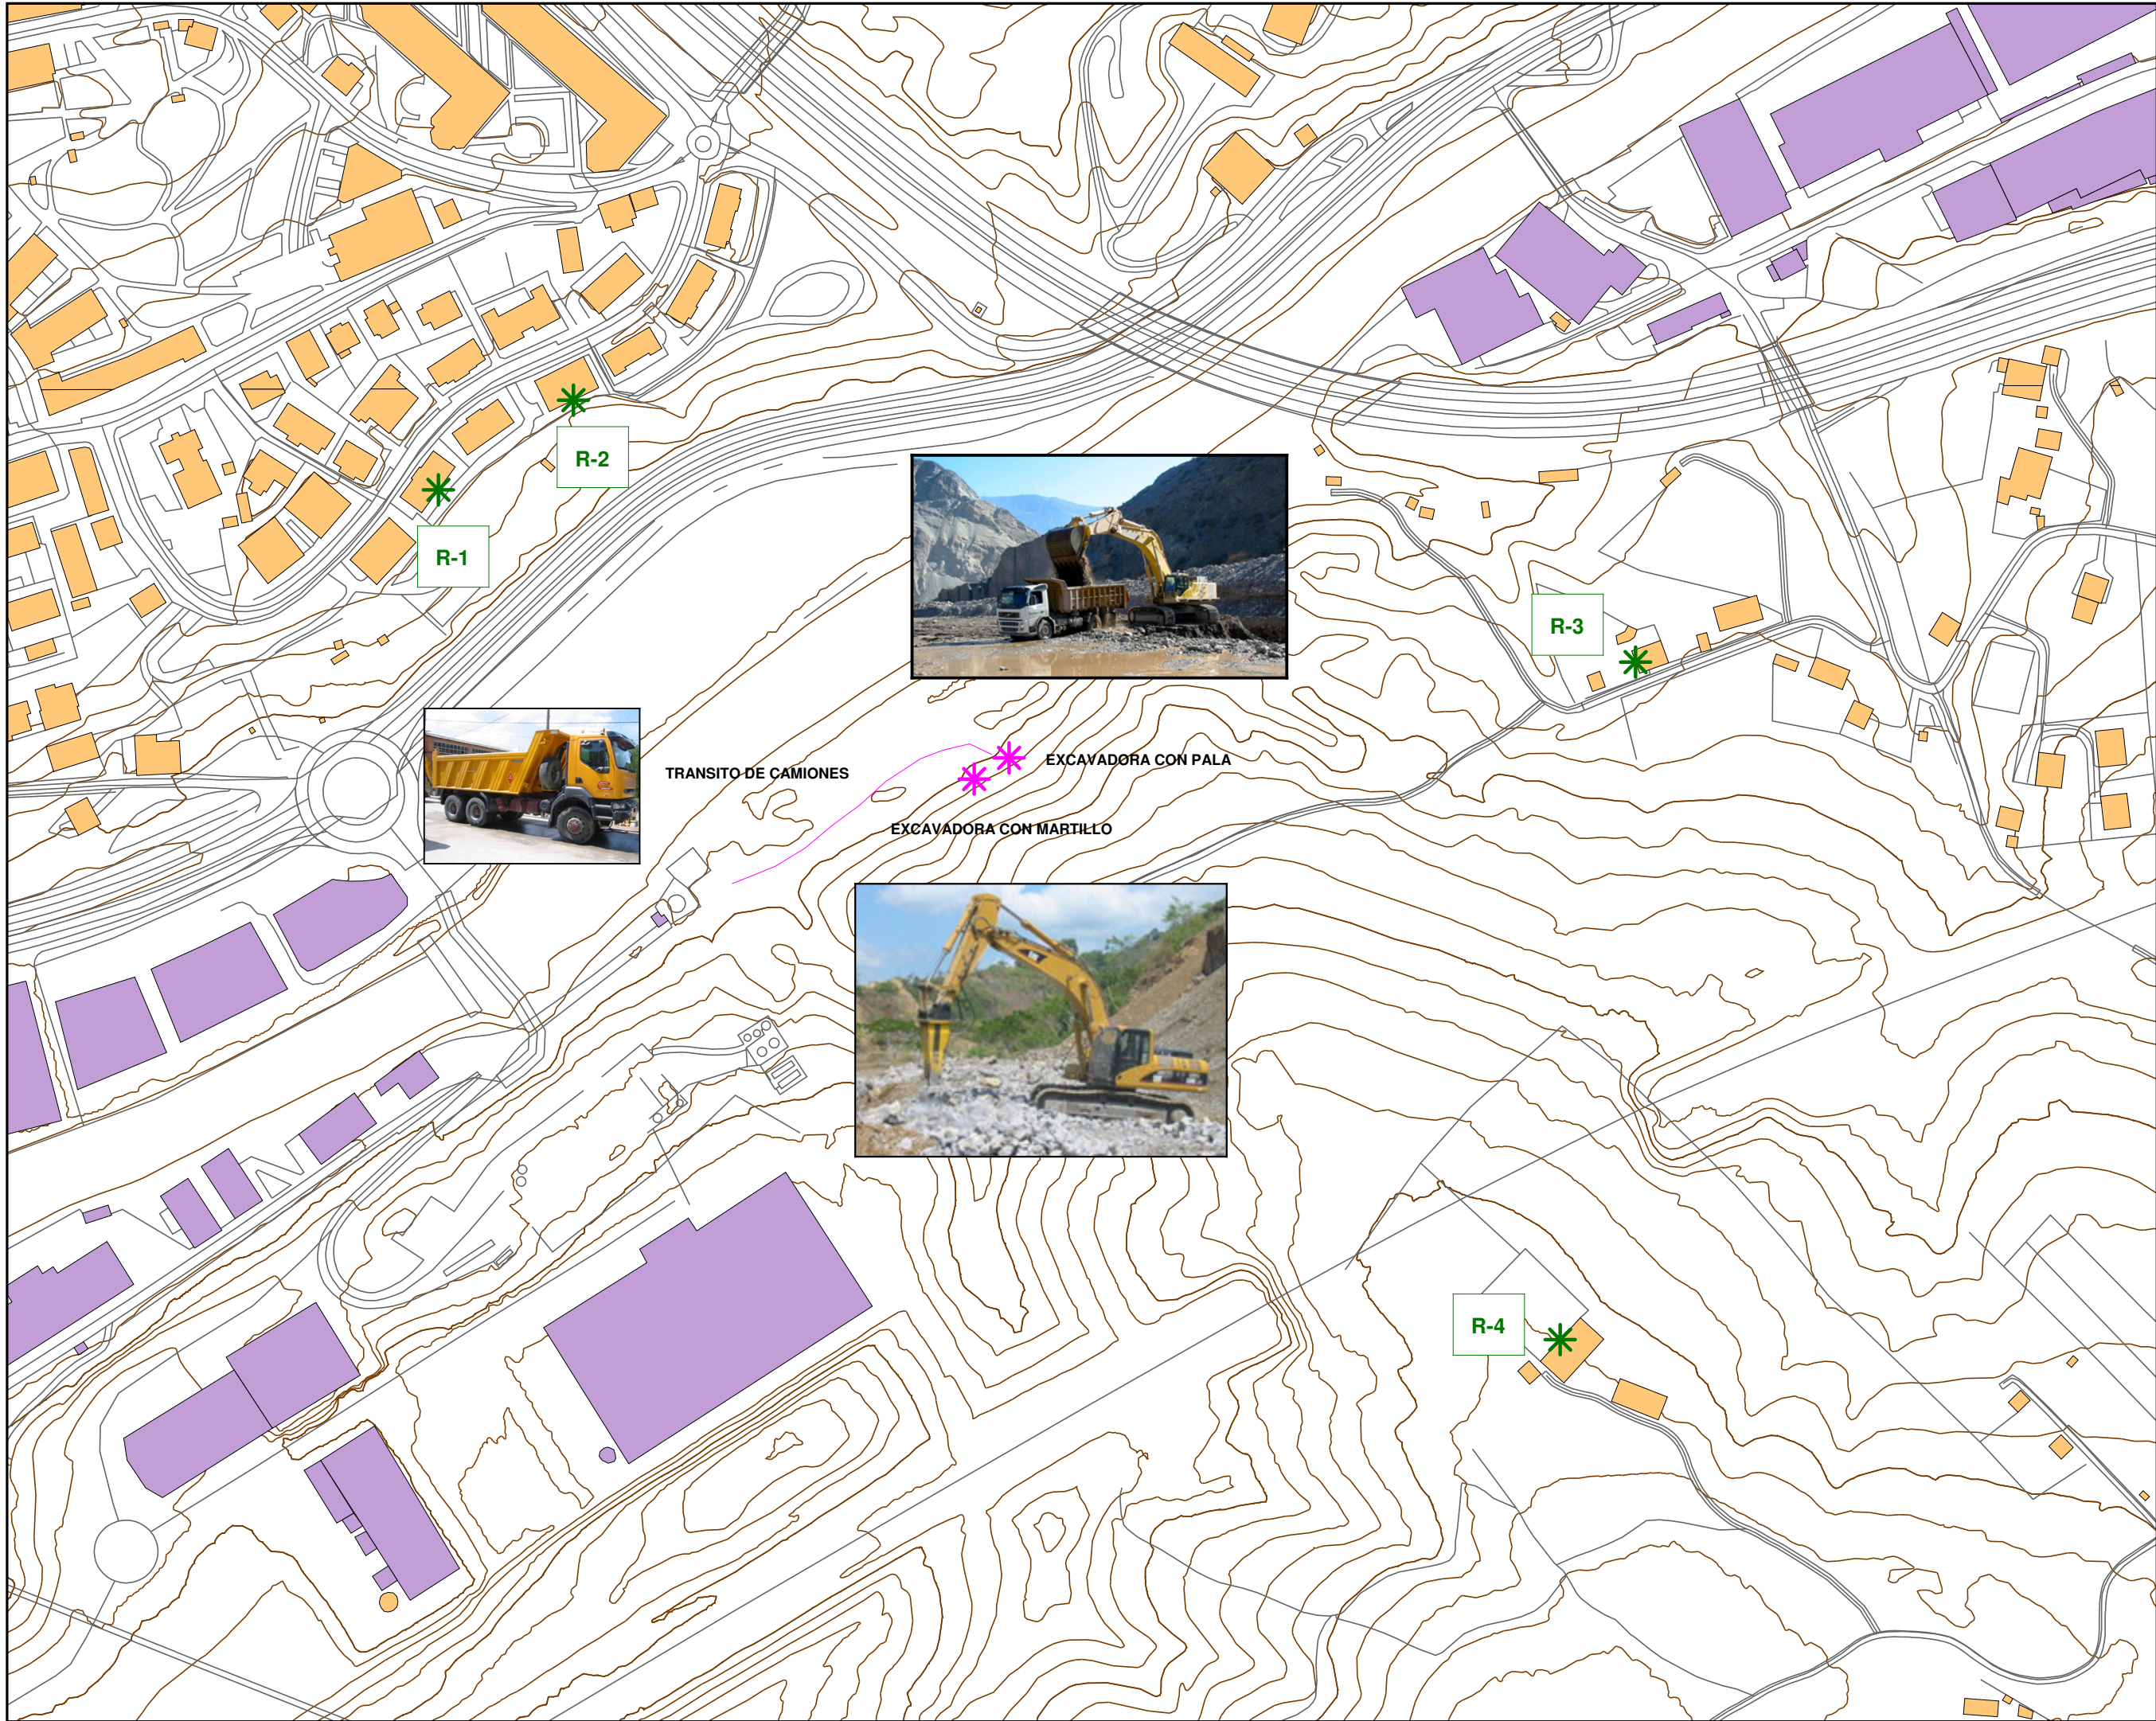 R-2
R-1
R-3
TRANSITO DE CAMIONES
EXCAVADORA CON PALA
EXCAVADORA CON MARTILLO
R-4